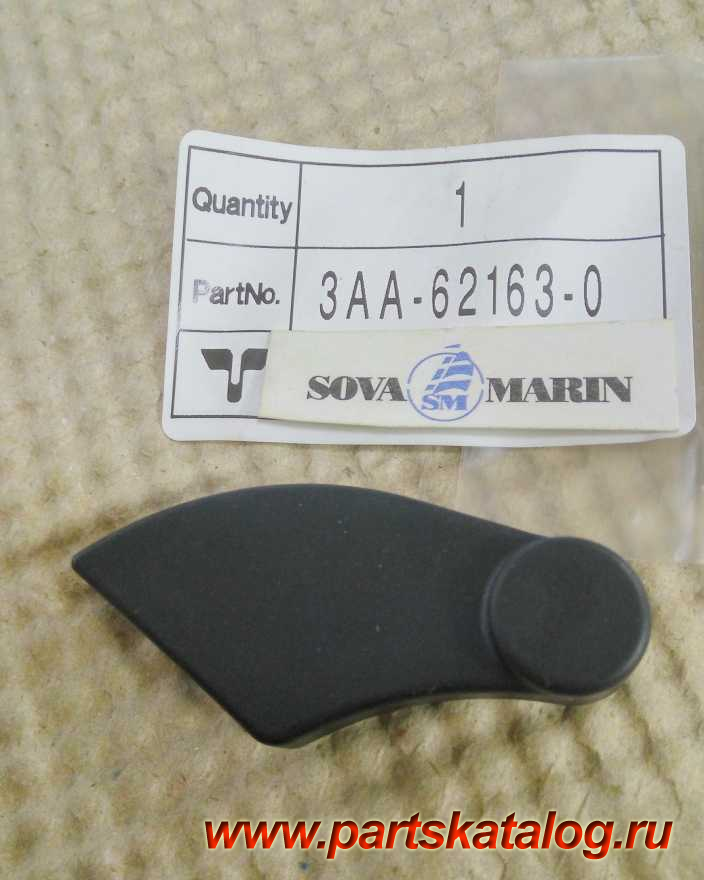 Quantity 1
PartNo. 3AA-62163-0
SOVA SM MARIN
www.partskatalog.ru